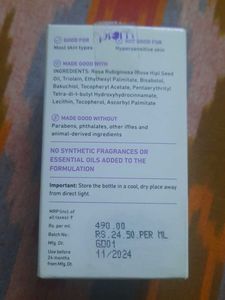 GOOD FOR
Most skin types
NOT GOOD FOR
Hypersensitive skin
MADE GOOD WITH
INGREDIENTS: Rosa Rubiginosa (Rose Hip) Seed
Oil, Triolein, Ethylhexyl Palmitate, Bisabolol,
Bakuchiol, Tocopheryl Acetate, Pentaerythrityl
Tetra-di-t-butyl Hydroxyhydrocinnamate,
Lecithin, Tocopherol, Ascorbyl Palmitate
MADE GOOD WITHOUT
Parabens, phthalates, other iffies and
animal-derived ingredients
NO SYNTHETIC FRAGRANCES OR
ESSENTIAL OILS ADDED TO THE
FORMULATION
Important: Store the bottle in a cool, dry place away
from direct light.
MRP (incl. of
all taxes) ₹
490.00
Rs. per ml
RS.24.50.PER ML
Batch No.
G001
Mfg. Dt.
11/2024
Use before
24 months
from Mfg. Dt.